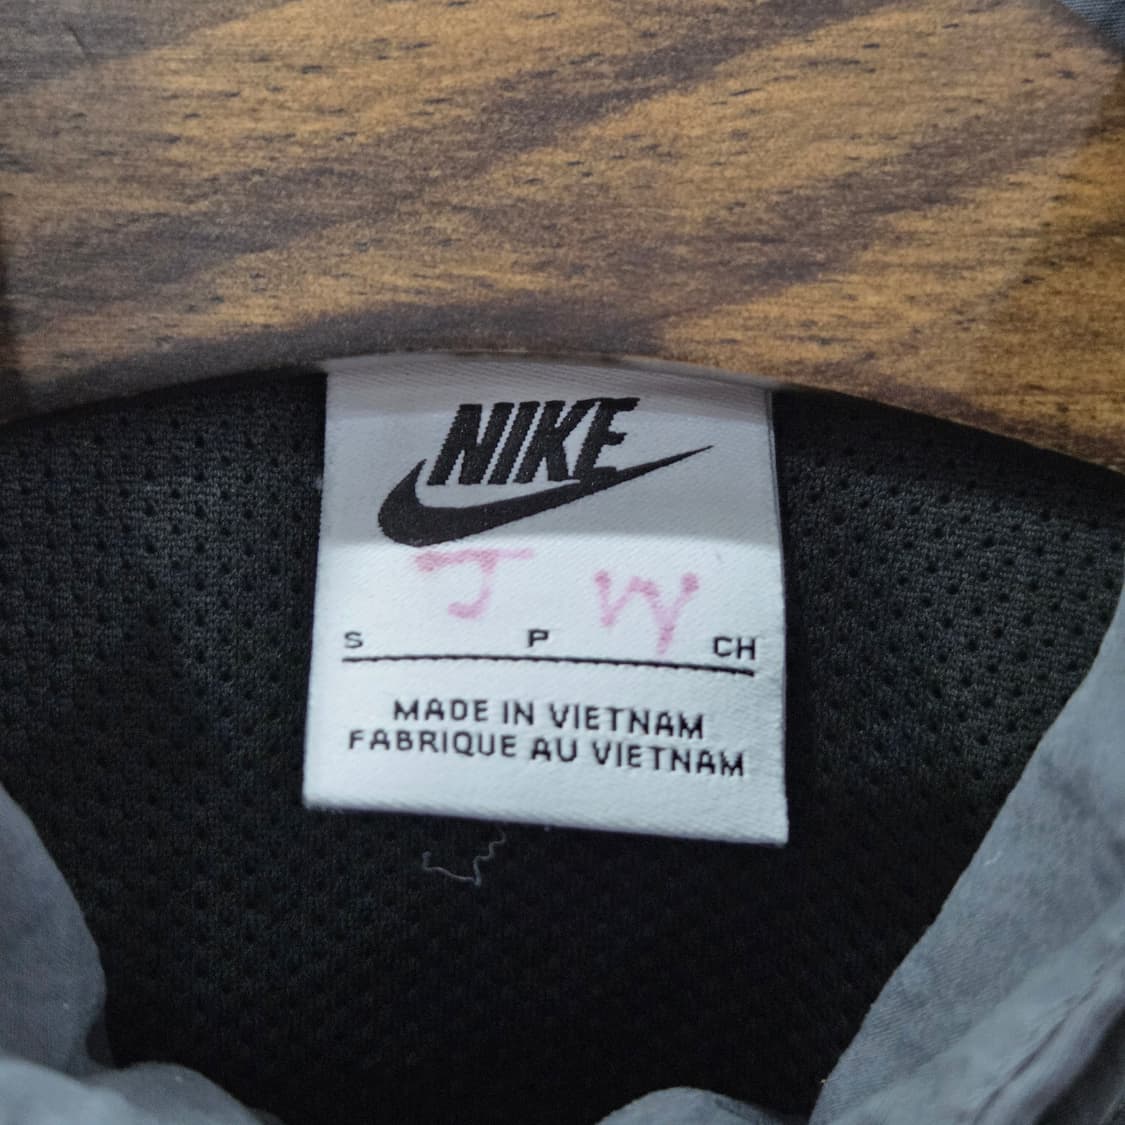 NIKE
J W
S P CH
MADE IN VIETNAM
FABRIQUE AU VIETNAM